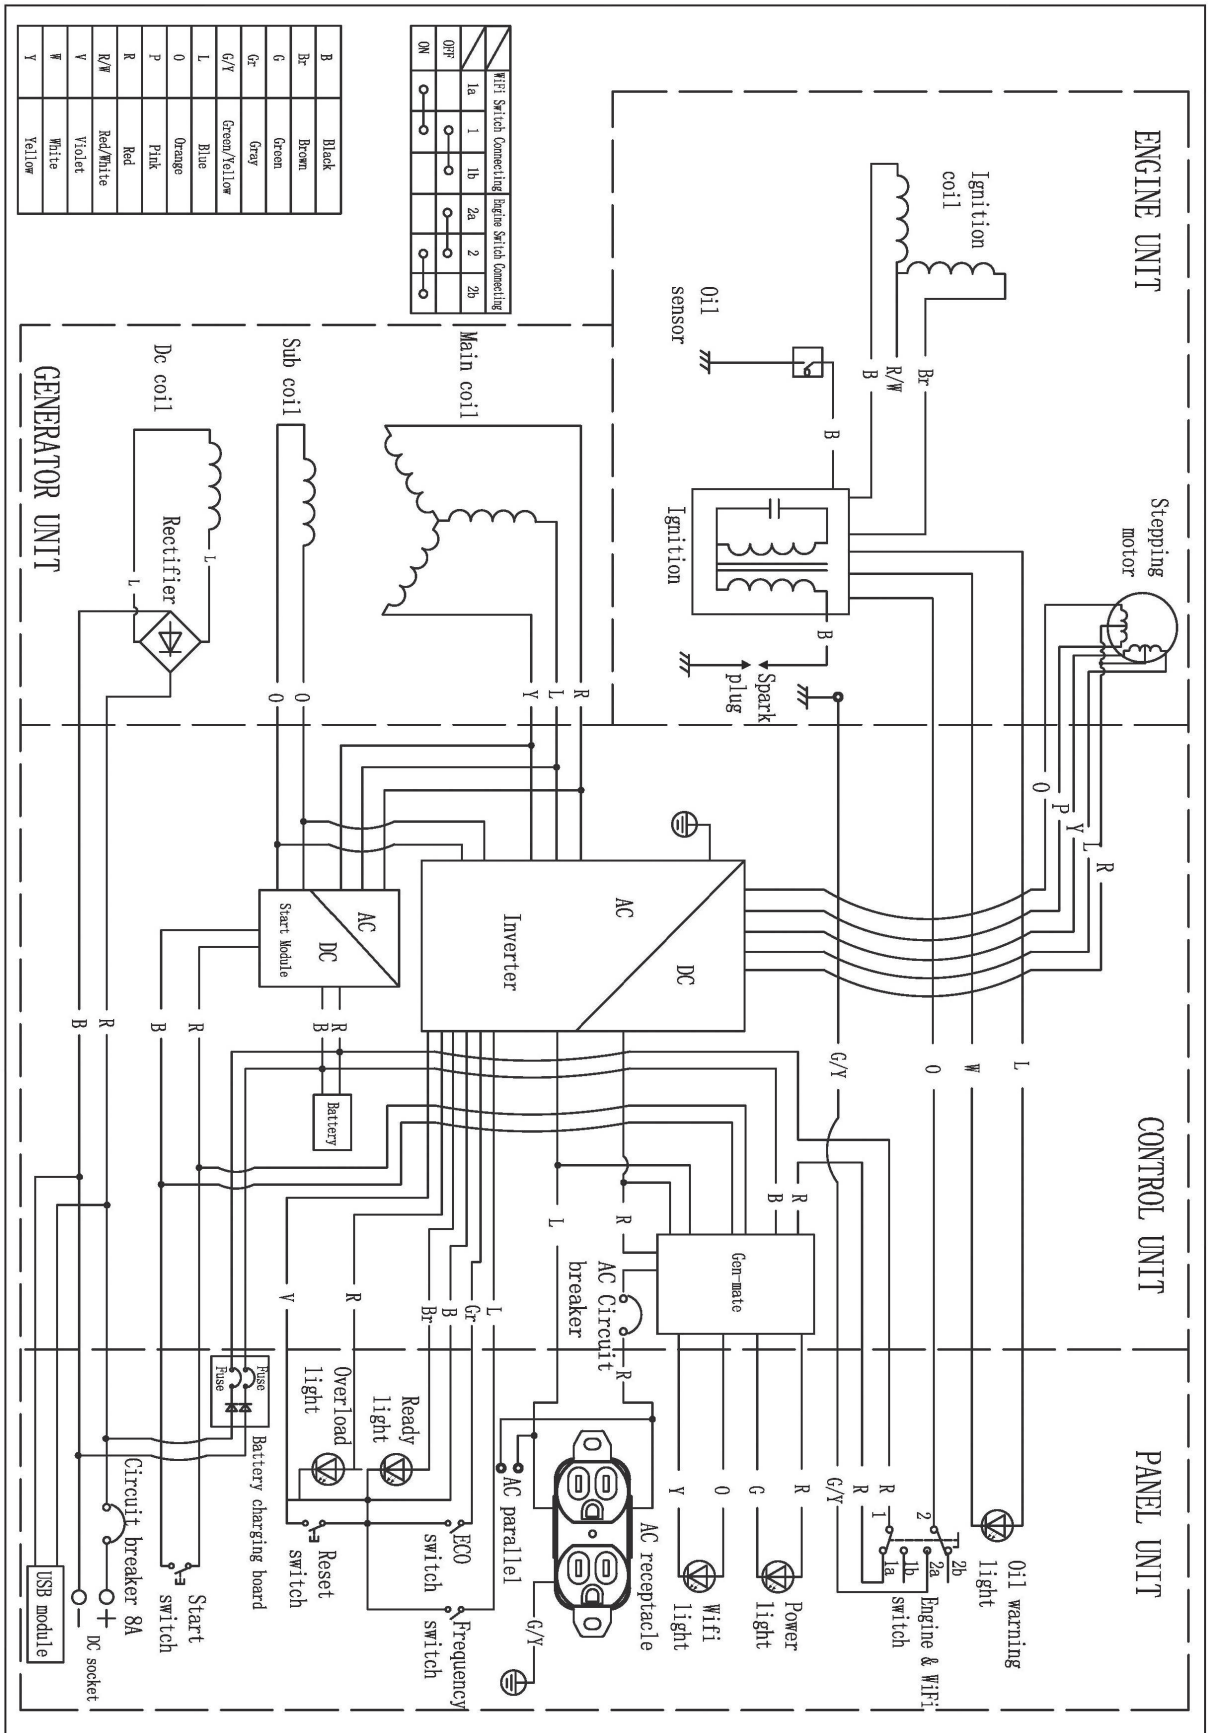 ENGINE UNIT
Ignition
coil
Oil
sensor
Br
R/W
B
B
Ignition
B
Spark
plug
Stepping
motor
O
P
Y
L
R
CONTROL UNIT
L
W
O
G/Y
AC
DC
Inverter
AC
DC
Start Module
R
B
Battery
R
B
R
B
R
B
Gen-mate
R
L
AC Circuit
breaker
L
Gr
B
Br
R
V
GENERATOR UNIT
Main coil
Sub coil
Dc coil
Rectifier
L
L
R
L
Y
O
O
PANEL UNIT
Oil warning
light
Engine & WiFi
switch
2
1
2b
2a
1b
1a
R
R
G/Y
Power
light
R
G
Wifi
light
O
Y
R
AC receptacle
AC parallel
G/Y
Frequency
switch
ECO
switch
Reset
switch
Ready
light
Overload
light
Fuse
Fuse
Battery charging board
Start
switch
Circuit breaker 8A
DC socket
USB module
WiFi Switch Connecting Engine Switch Connecting
1a 1 1b 2a 2 2b
OFF
ON
B Black
Br Brown
G Green
Gr Gray
G/Y Green/Yellow
L Blue
O Orange
P Pink
R Red
R/W Red/White
V Violet
W White
Y Yellow